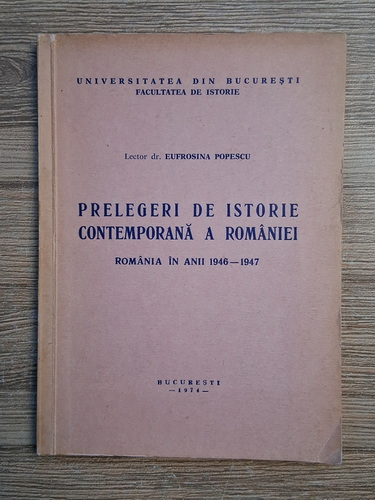 UNIVERSITATEA DIN BUCUREȘTI
FACULTATEA DE ISTORIE
Lector dr. EUFROSINA POPESCU
PRELEGERI DE ISTORIE
CONTEMPORANĂ A ROMÂNIEI
ROMÂNIA ÎN ANII 1946—1947
BUCUREȘTI
—1974—